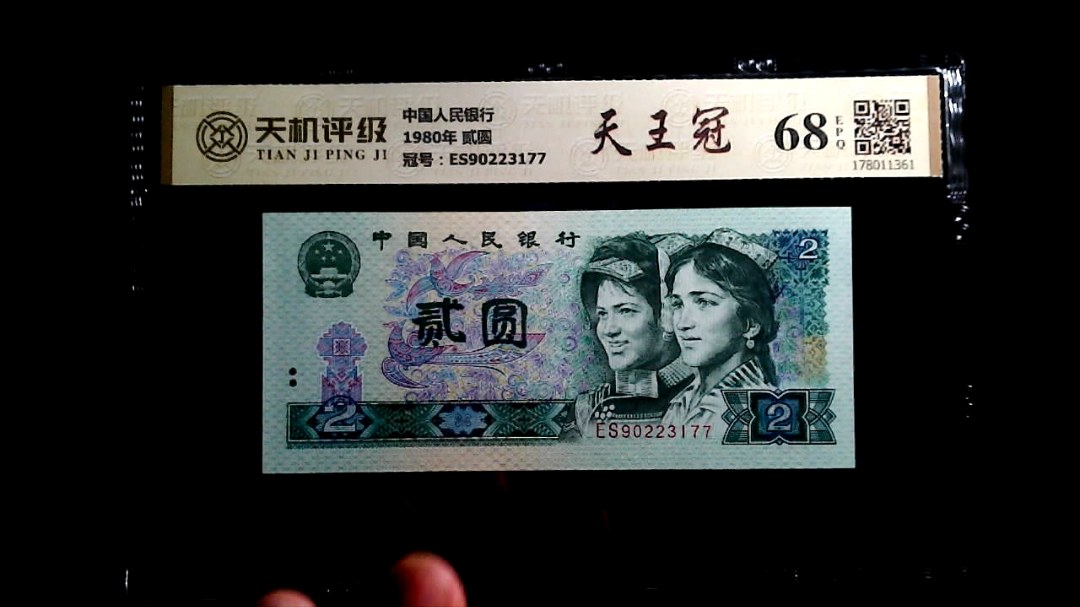 天机评级
TIAN JI PING JI
中国人民银行
1980年 贰圆
冠号：ES90223177
天王冠
68
EPQ
178011361
中国人民银行
2
贰圆
2
ES90223177
2